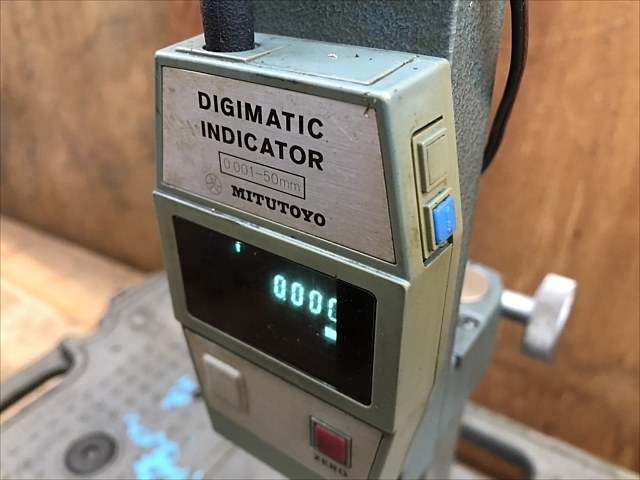 DIGIMATIC
INDICATOR
0.001-50mm
MITUTOYO
0.000
ZERO